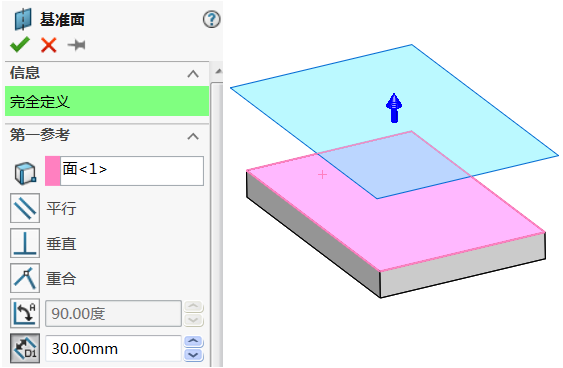 基准面
信息
完全定义
第一参考
面<1>
平行
垂直
重合
90.00度
30.00mm